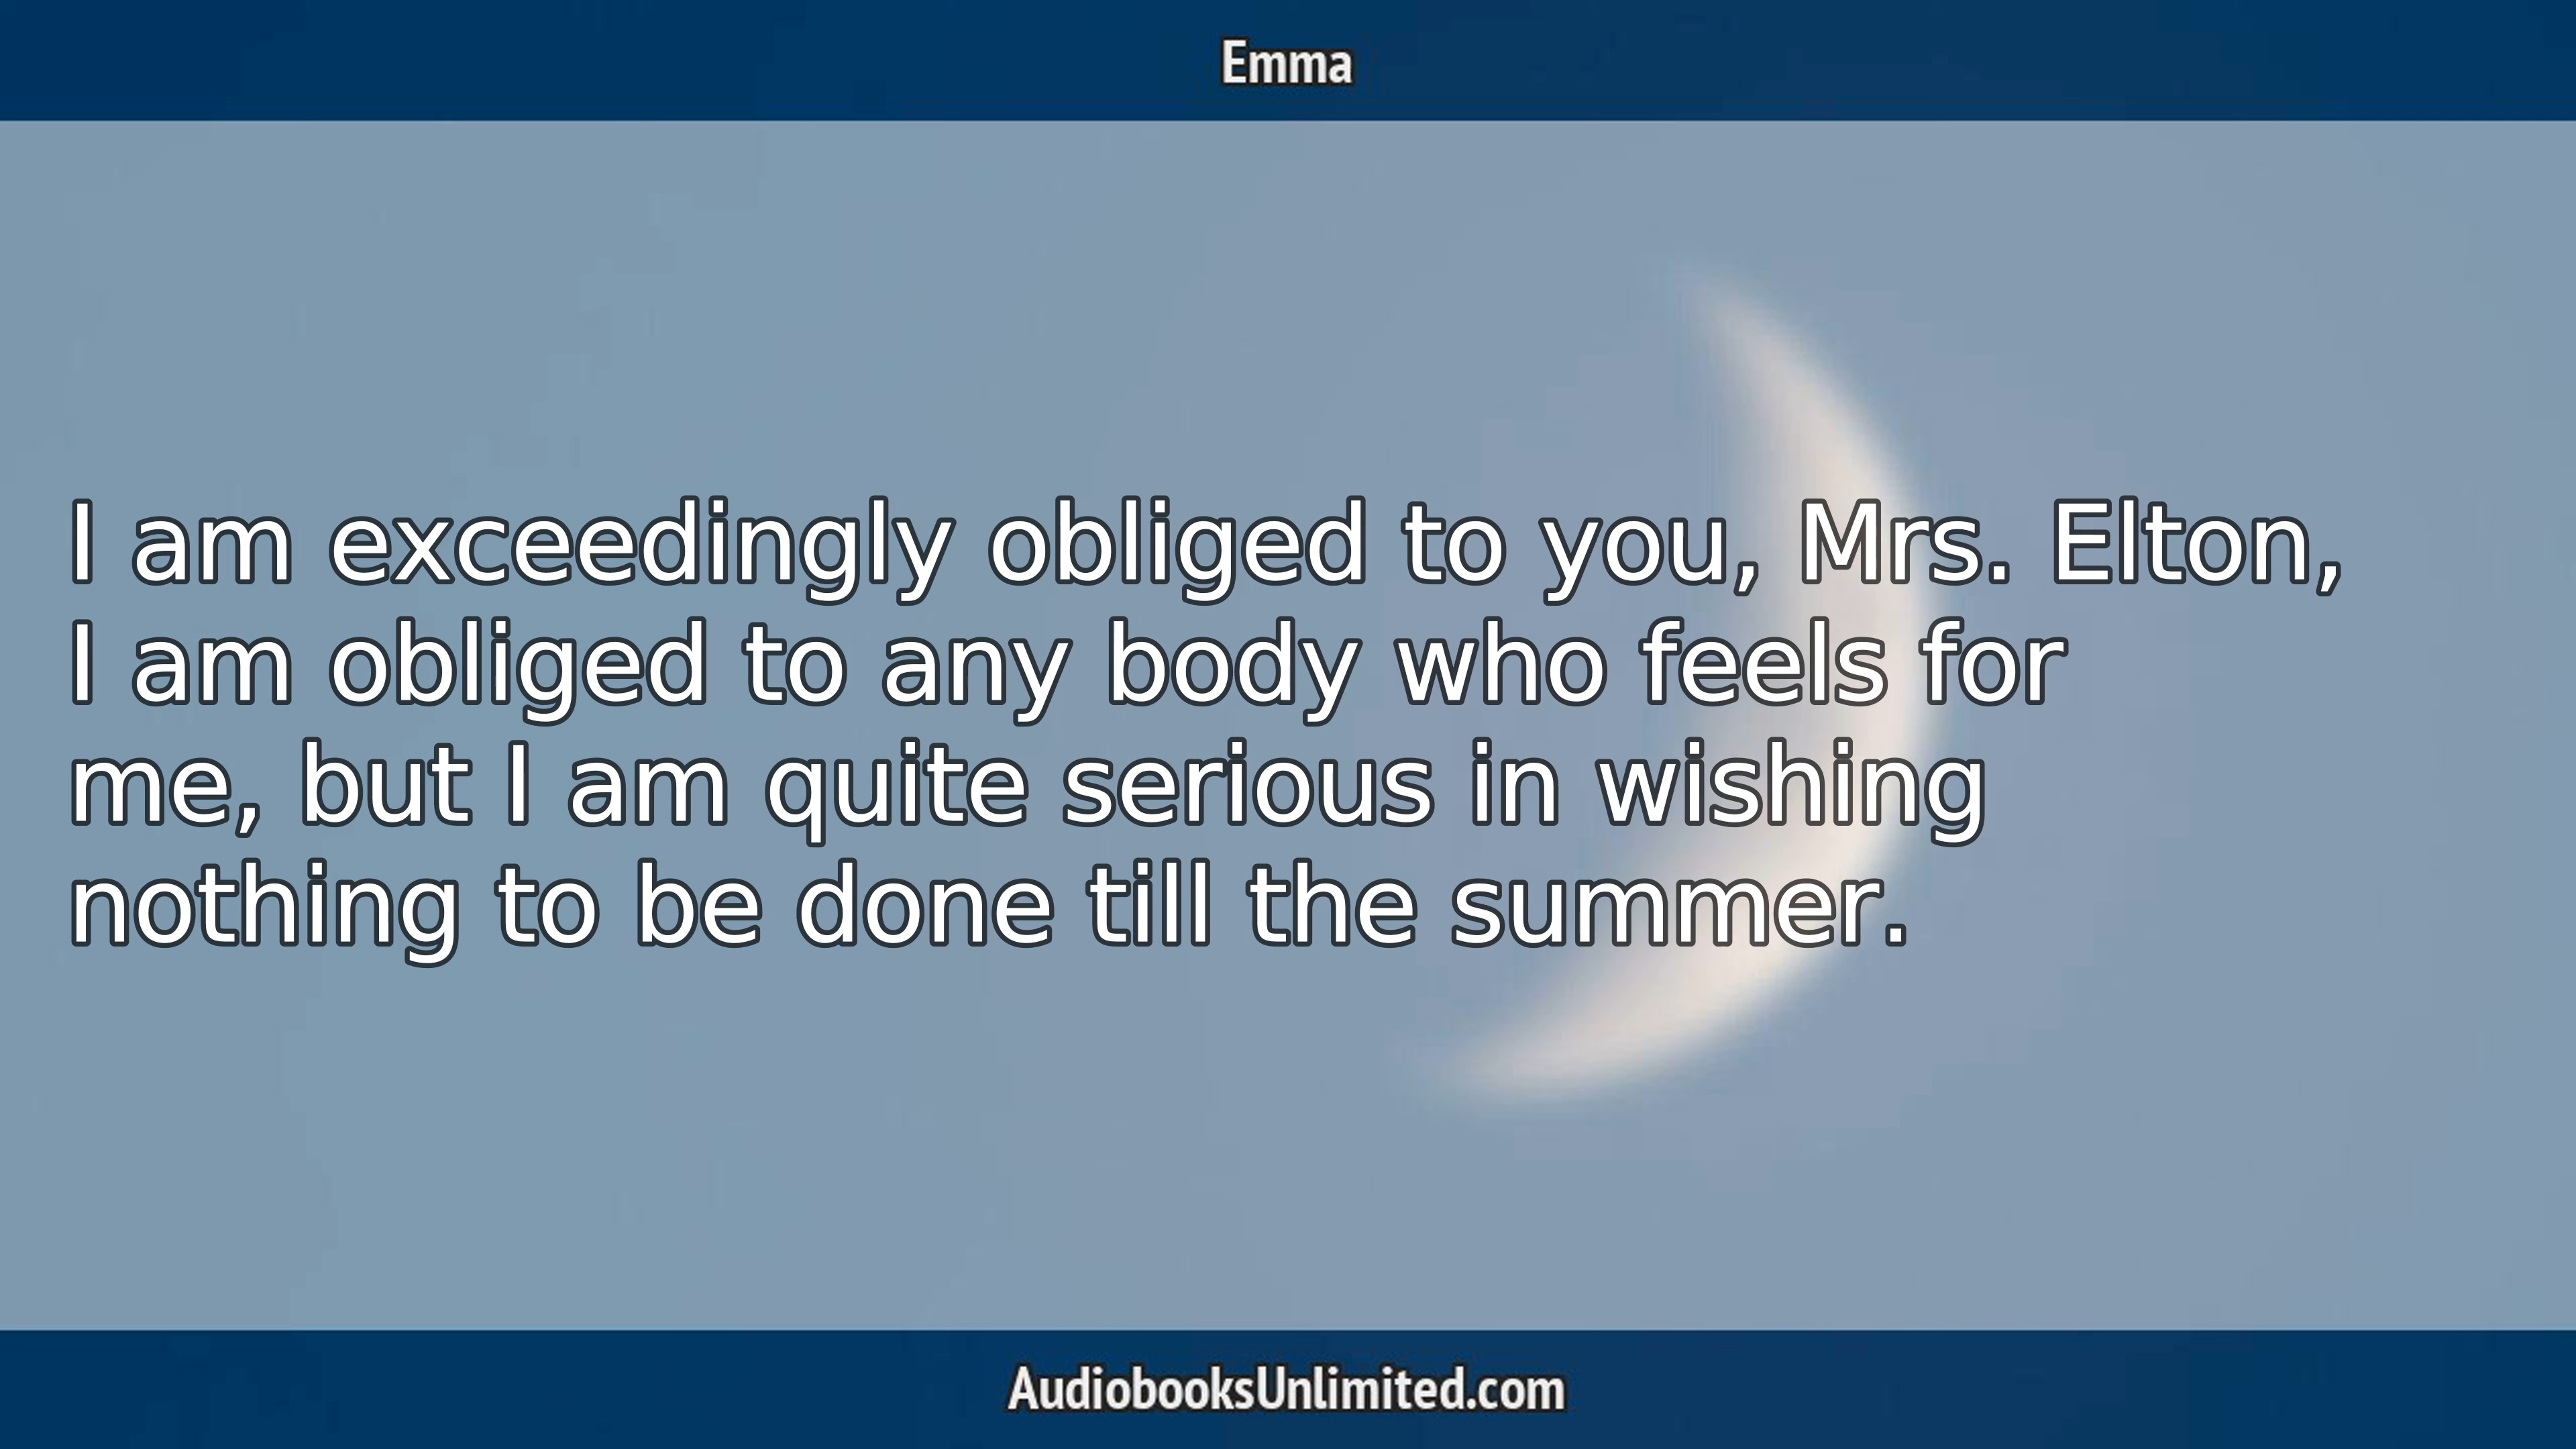 Emma
I am exceedingly obliged to you, Mrs. Elton,
I am obliged to any body who feels for
me, but I am quite serious in wishing
nothing to be done till the summer.
AudiobooksUnlimited.com